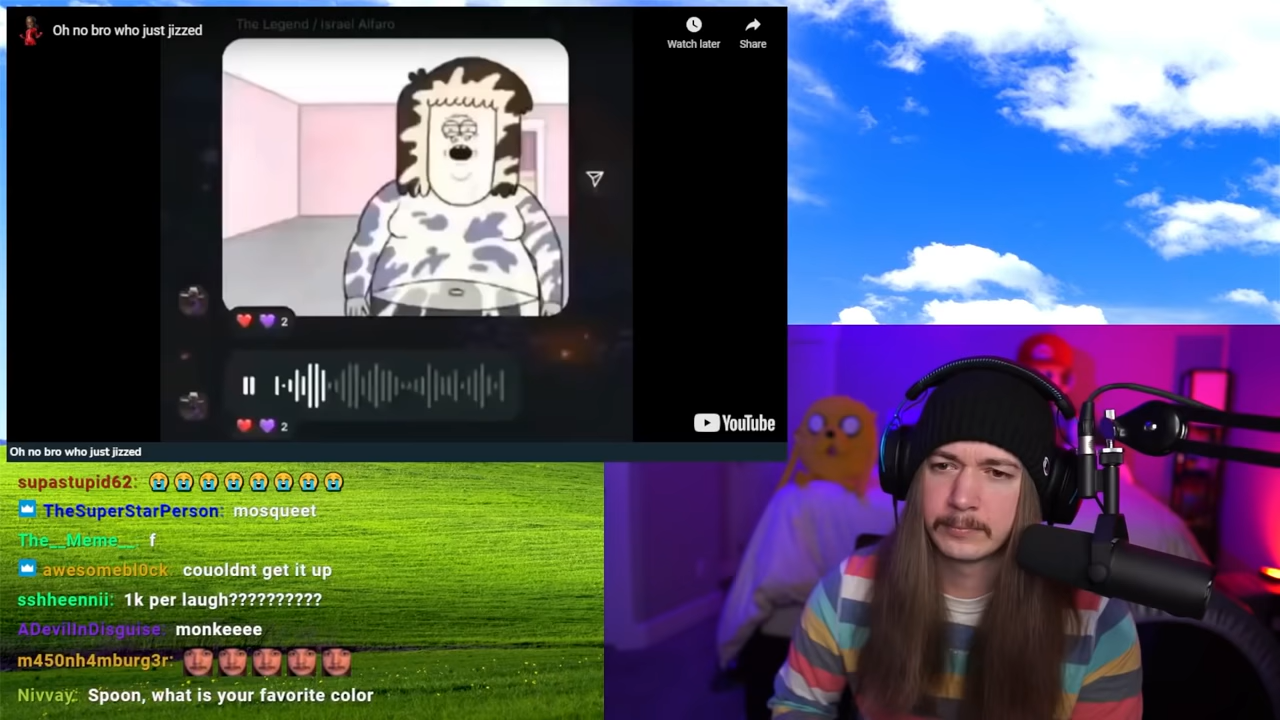 The Legend / Israel Alfaro
Oh no bro who just jizzed
Watch later
Share
2
2
YouTube
Oh no bro who just jizzed
supastupid62: 😭😭😭😭😭😭😭😭
TheSuperStarPerson: mosqueet
The__Meme__: f
awesomebl0ck: couoldnt get it up
sshheennii: 1k per laugh??????????
ADevilInDisguise: monkeeee
m450nh4mburg3r:
Nivvay: Spoon, what is your favorite color